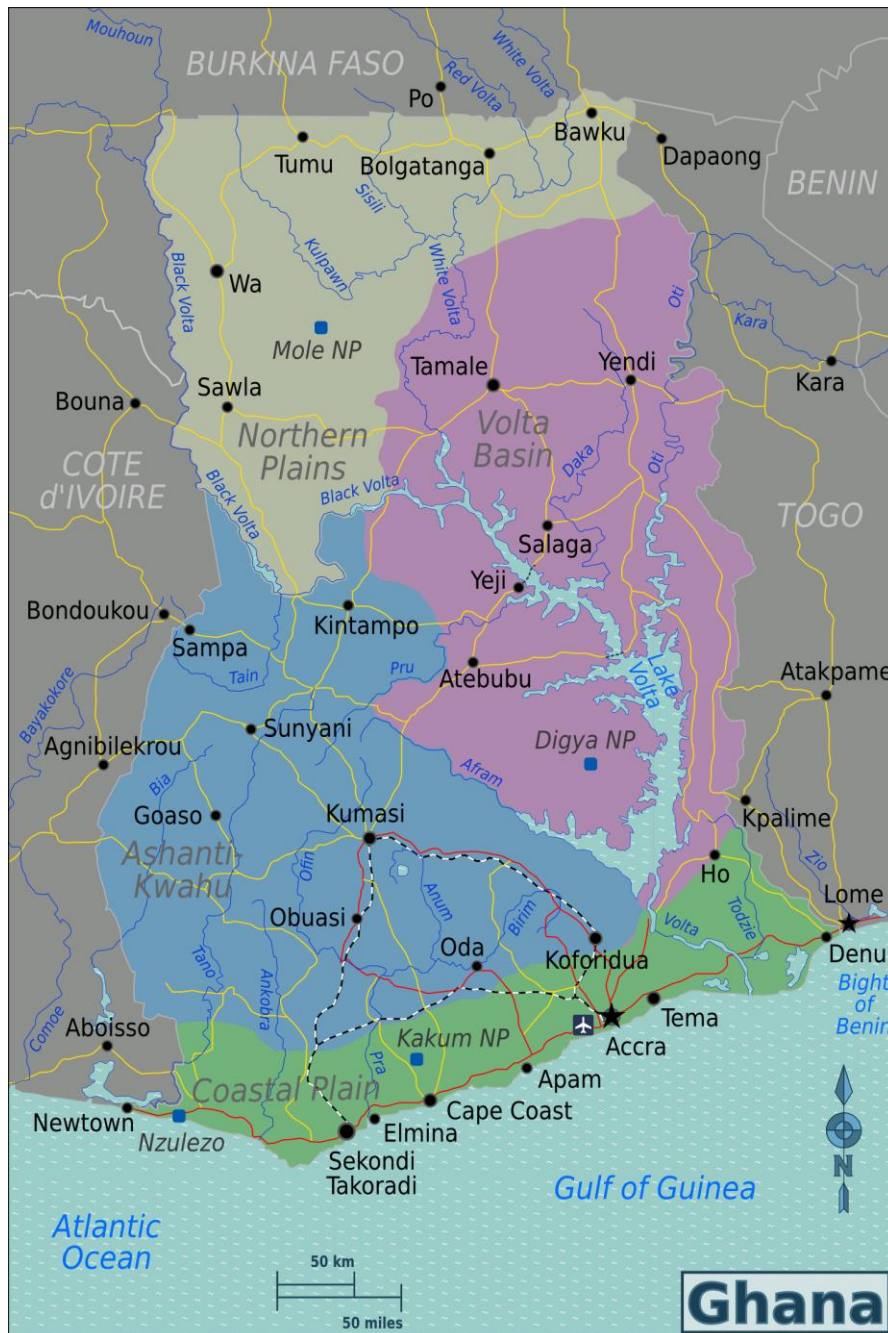 Mouhoun
BURKINA FASO
White Volta
Red Volta
Po
Bawku
Tumu
Bolgatanga
Dapaong
BENIN
Sisili
Kulpawn
White Volta
Black Volta
Wa
Oti
Kara
Mole NP
Tamale
Yendi
Kara
Sawla
Bouna
Northern
Plains
Volta
Basin
COTE
d'IVOIRE
Daka
Oti
Black Volta
Black Volta
TOGO
Salaga
Yeji
Bondoukou
Kintampo
Sampa
Tain
Pru
Atebubu
Lake
Volta
Atakpame
Bayakokore
Sunyani
Agnibilekrou
Digya NP
Bia
Afram
Goaso
Kumasi
Kpalime
Ashanti-
Kwahu
Ofin
Ho
Zio
Anum
Lome
Obuasi
Birim
Todzie
Volta
Oda
Koforidua
Denu
Tano
Ankobra
Bight
of
Benin
Comoe
Tema
Aboisso
Kakum NP
Accra
Pra
Coastal Plain
Apam
Newtown
Cape Coast
Nzulezo
Elmina
Sekondi
Takoradi
N
Gulf of Guinea
Atlantic
Ocean
50 km
50 miles
Ghana